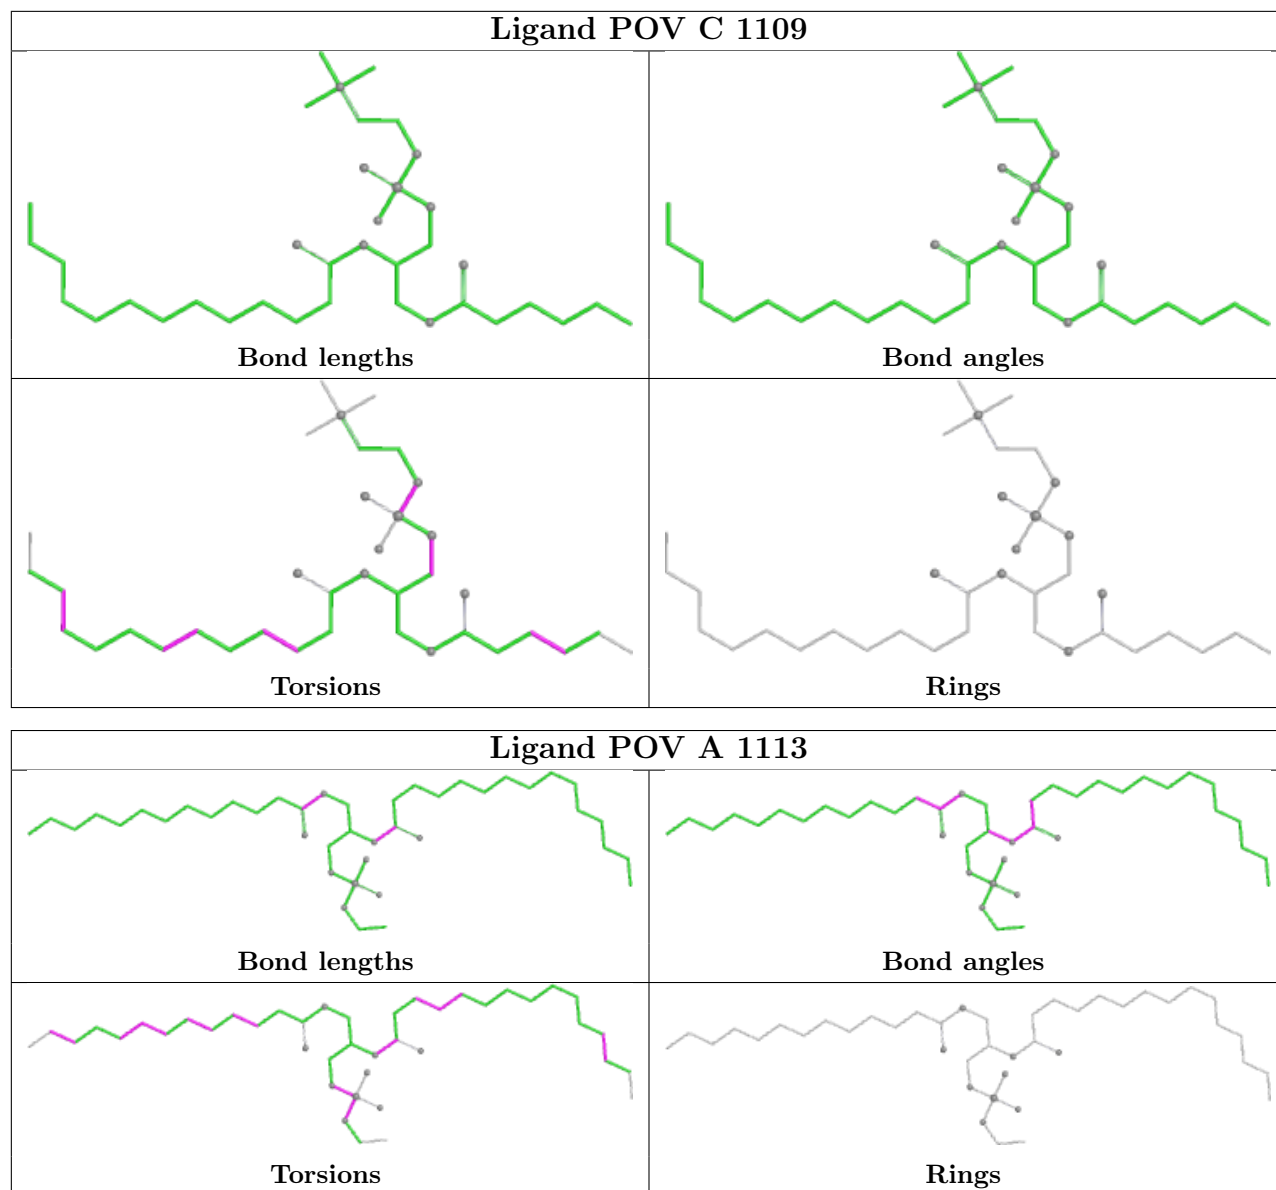 Ligand POV C 1109
Bond lengths
Bond angles
Torsions
Rings
Ligand POV A 1113
Bond lengths
Bond angles
Torsions
Rings